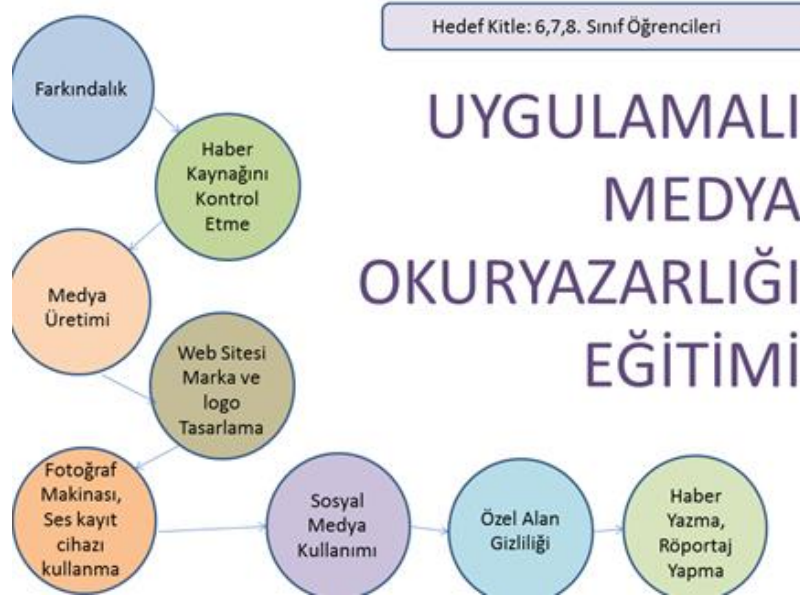 Hedef Kitle: 6,7,8. Sınıf Öğrencileri
UYGULAMALI
MEDYA
OKURYAZARLIĞI
EĞİTİMİ
Farkındalık
Haber
Kaynağını
Kontrol
Etme
Medya
Üretimi
Web Sitesi
Marka ve
logo
Tasarlama
Fotoğraf
Makinası,
Ses kayıt
cihazı
kullanma
Sosyal
Medya
Kullanımı
Özel Alan
Gizliliği
Haber
Yazma,
Röportaj
Yapma